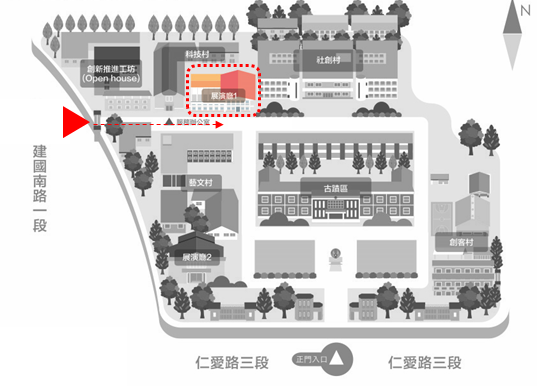 N
科技村
社創村
創新推進工坊
(Open house)
展演廳1
服務辦公室
建國南路一段
藝文村
古蹟區
創客村
展演廳2
仁愛路三段
正門入口
仁愛路三段